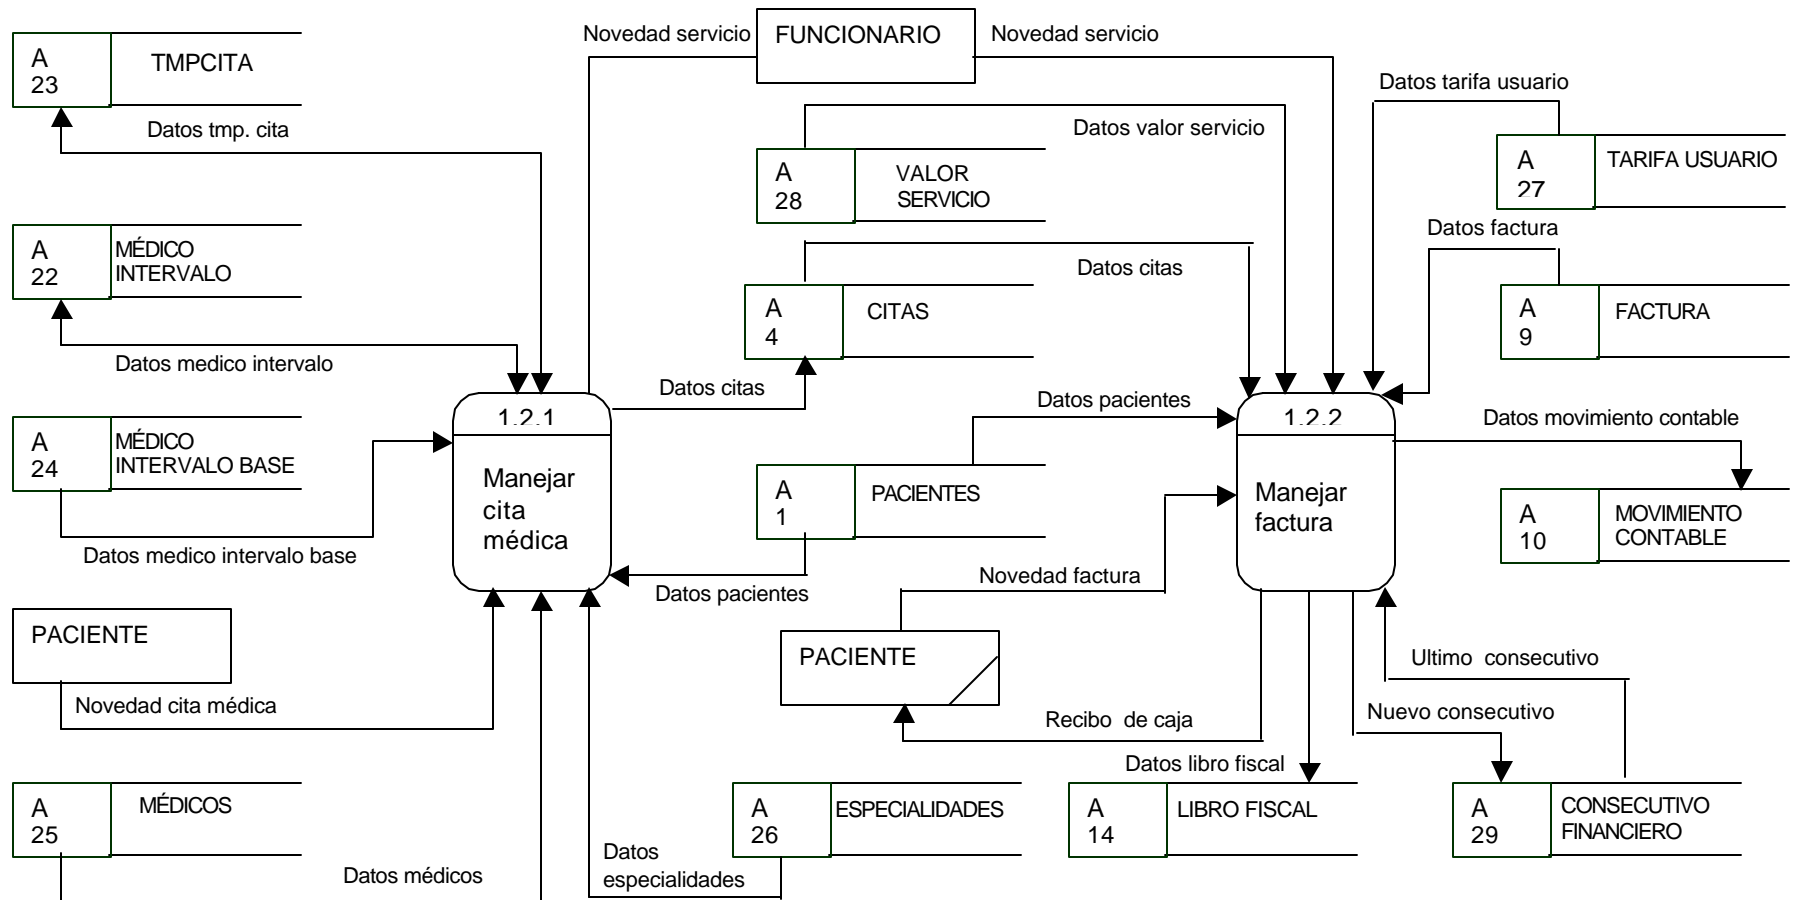 Novedad servicio
FUNCIONARIO
Novedad servicio
A
23
TMPCITA
Datos tmp. cita
Datos valor servicio
Datos tarifa usuario
A
28
VALOR
SERVICIO
A
27
TARIFA USUARIO
A
22
MÉDICO
INTERVALO
Datos citas
Datos factura
A
4
CITAS
A
9
FACTURA
Datos medico intervalo
Datos citas
Datos pacientes
Datos movimiento contable
A
24
MÉDICO
INTERVALO BASE
1.2.1
Manejar
cita
médica
A
1
PACIENTES
1.2.2
Manejar
factura
A
10
MOVIMIENTO
CONTABLE
Datos medico intervalo base
Datos pacientes
Novedad factura
PACIENTE
Novedad cita médica
PACIENTE
Recibo de caja
Ultimo consecutivo
Nuevo consecutivo
Datos libro fiscal
A
25
MÉDICOS
Datos médicos
Datos
especialidades
A
26
ESPECIALIDADES
A
14
LIBRO FISCAL
A
29
CONSECUTIVO
FINANCIERO